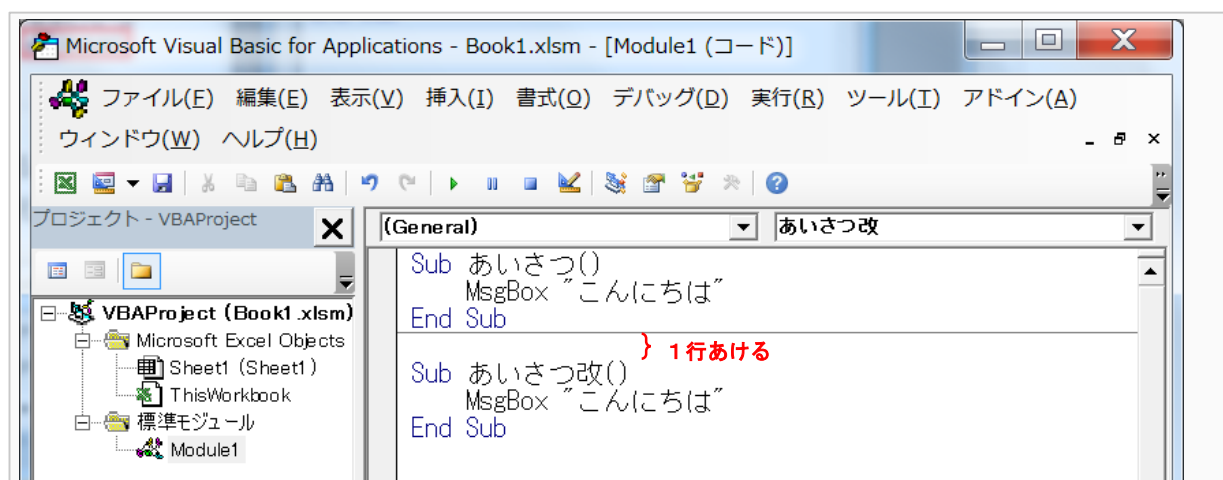 Microsoft Visual Basic for Applications - Book1.xlsm - [Module1 (コード)]
ファイル(F) 編集(E) 表示(V) 挿入(I) 書式(O) デバッグ(D) 実行(R) ツール(T) アドイン(A)
ウィンドウ(W) ヘルプ(H)
プロジェクト - VBAProject
(General) あいさつ改
VBAProject (Book1.xlsm)
Microsoft Excel Objects
Sheet1 (Sheet1)
ThisWorkbook
標準モジュール
Module1
Sub あいさつ()
MsgBox "こんにちは"
End Sub
1行あける
Sub あいさつ改()
MsgBox "こんにちは"
End Sub